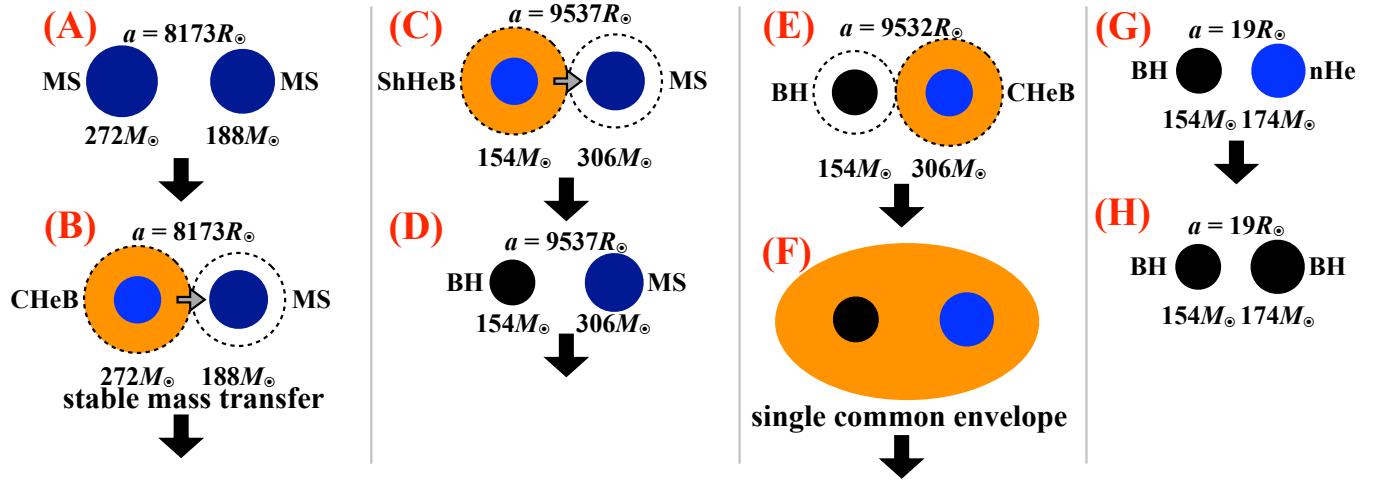 (A)
a = 8173R⊙
MS MS
272M⊙ 188M⊙
(B)
a = 8173R⊙
CHeB MS
272M⊙ 188M⊙
stable mass transfer
(C)
a = 9537R⊙
ShHeB MS
154M⊙ 306M⊙
(D)
a = 9537R⊙
BH MS
154M⊙ 306M⊙
(E)
a = 9532R⊙
BH CHeB
154M⊙ 306M⊙
(F)
single common envelope
(G)
a = 19R⊙
BH nHe
154M⊙ 174M⊙
(H)
a = 19R⊙
BH BH
154M⊙ 174M⊙